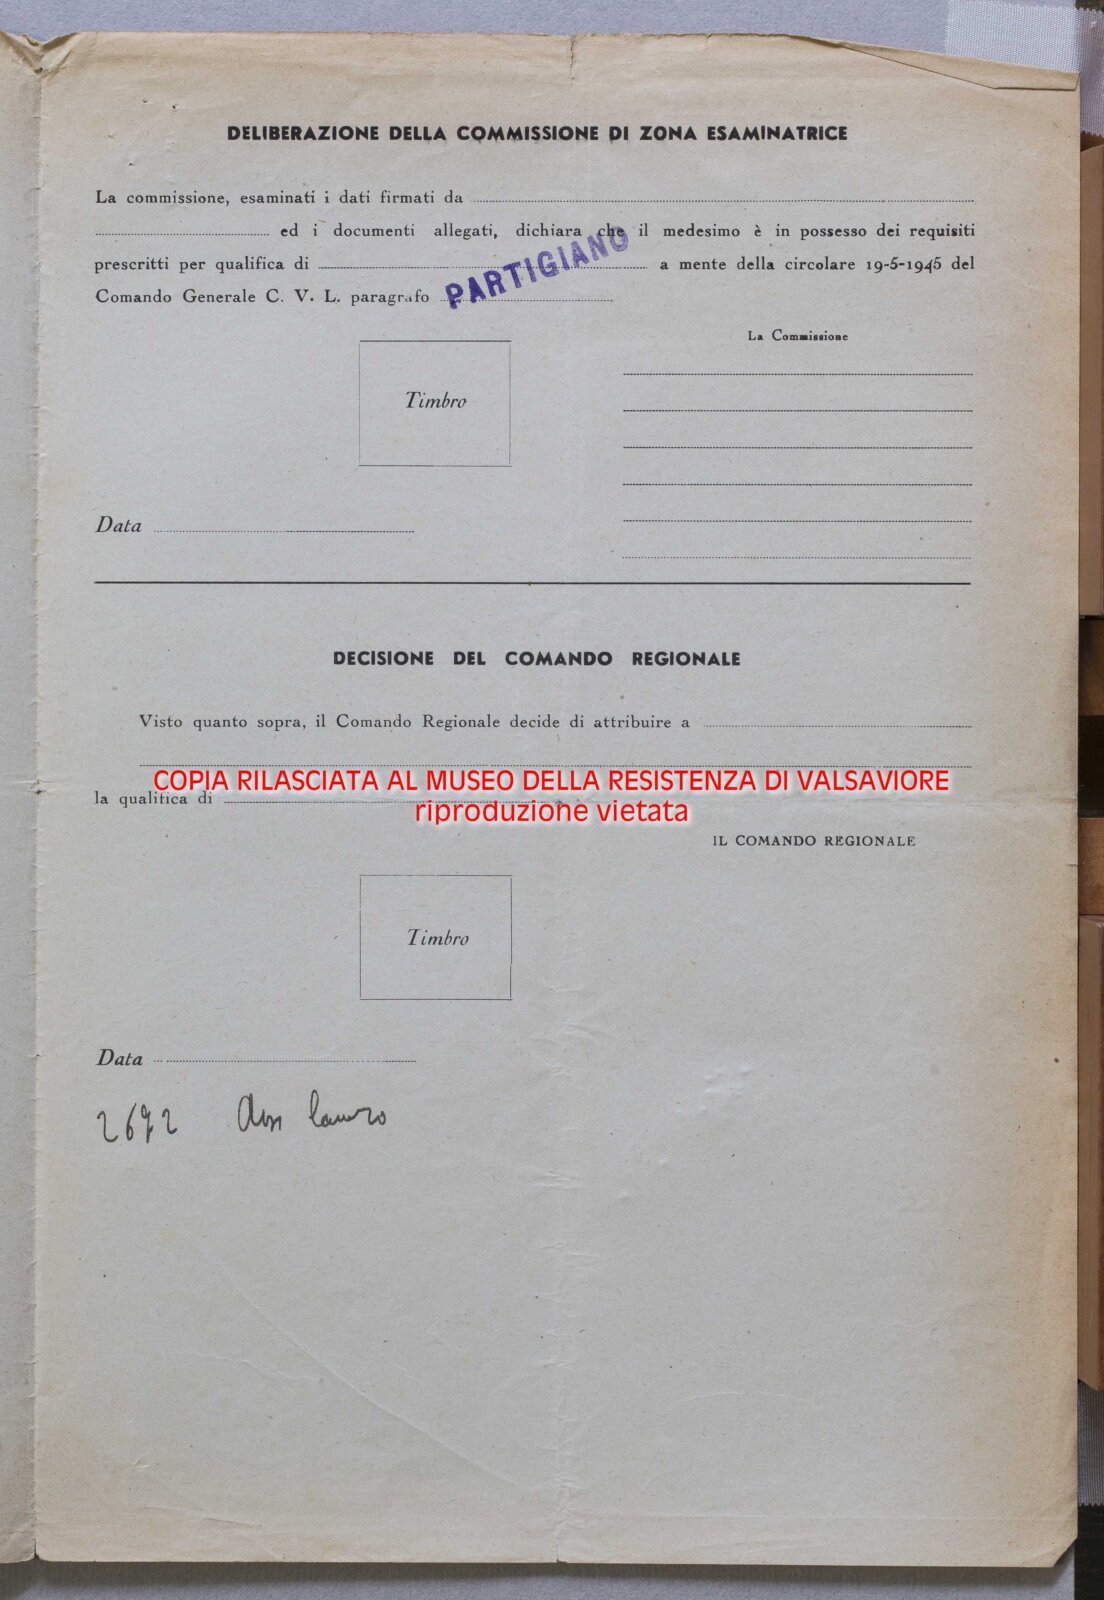 DELIBERAZIONE DELLA COMMISSIONE DI ZONA ESAMINATRICE
La commissione, esaminati i dati firmati da
ed i documenti allegati, dichiara che il medesimo è in possesso dei requisiti
prescritti per qualifica di a mente della circolare 19-5-1945 del
PARTIGIANO
Comando Generale C. V. L. paragrafo
La Commissione
Timbro
Data
DECISIONE DEL COMANDO REGIONALE
Visto quanto sopra, il Comando Regionale decide di attribuire a
COPIA RILASCIATA AL MUSEO DELLA RESISTENZA DI VALSAVIORE
la qualifica di
riproduzione vietata
IL COMANDO REGIONALE
Timbro
Data